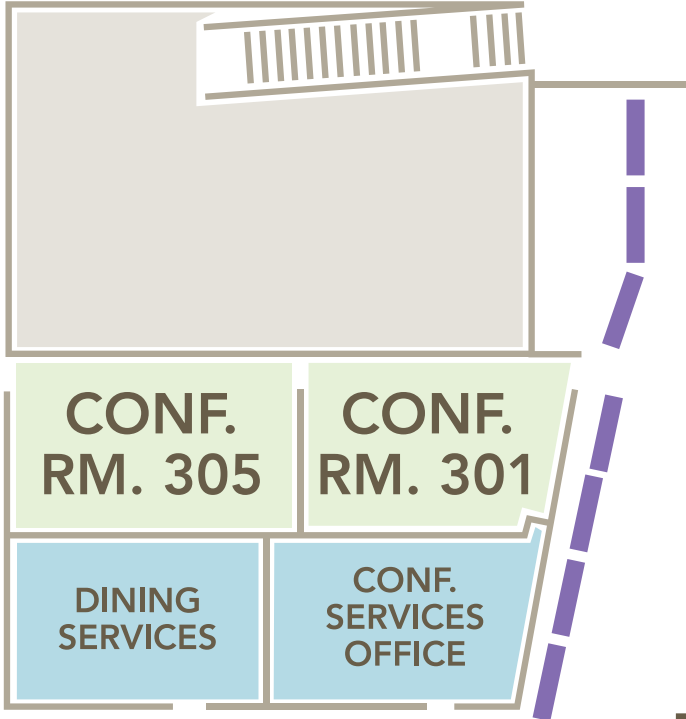 CONF.
RM. 305
CONF.
RM. 301
DINING
SERVICES
CONF.
SERVICES
OFFICE